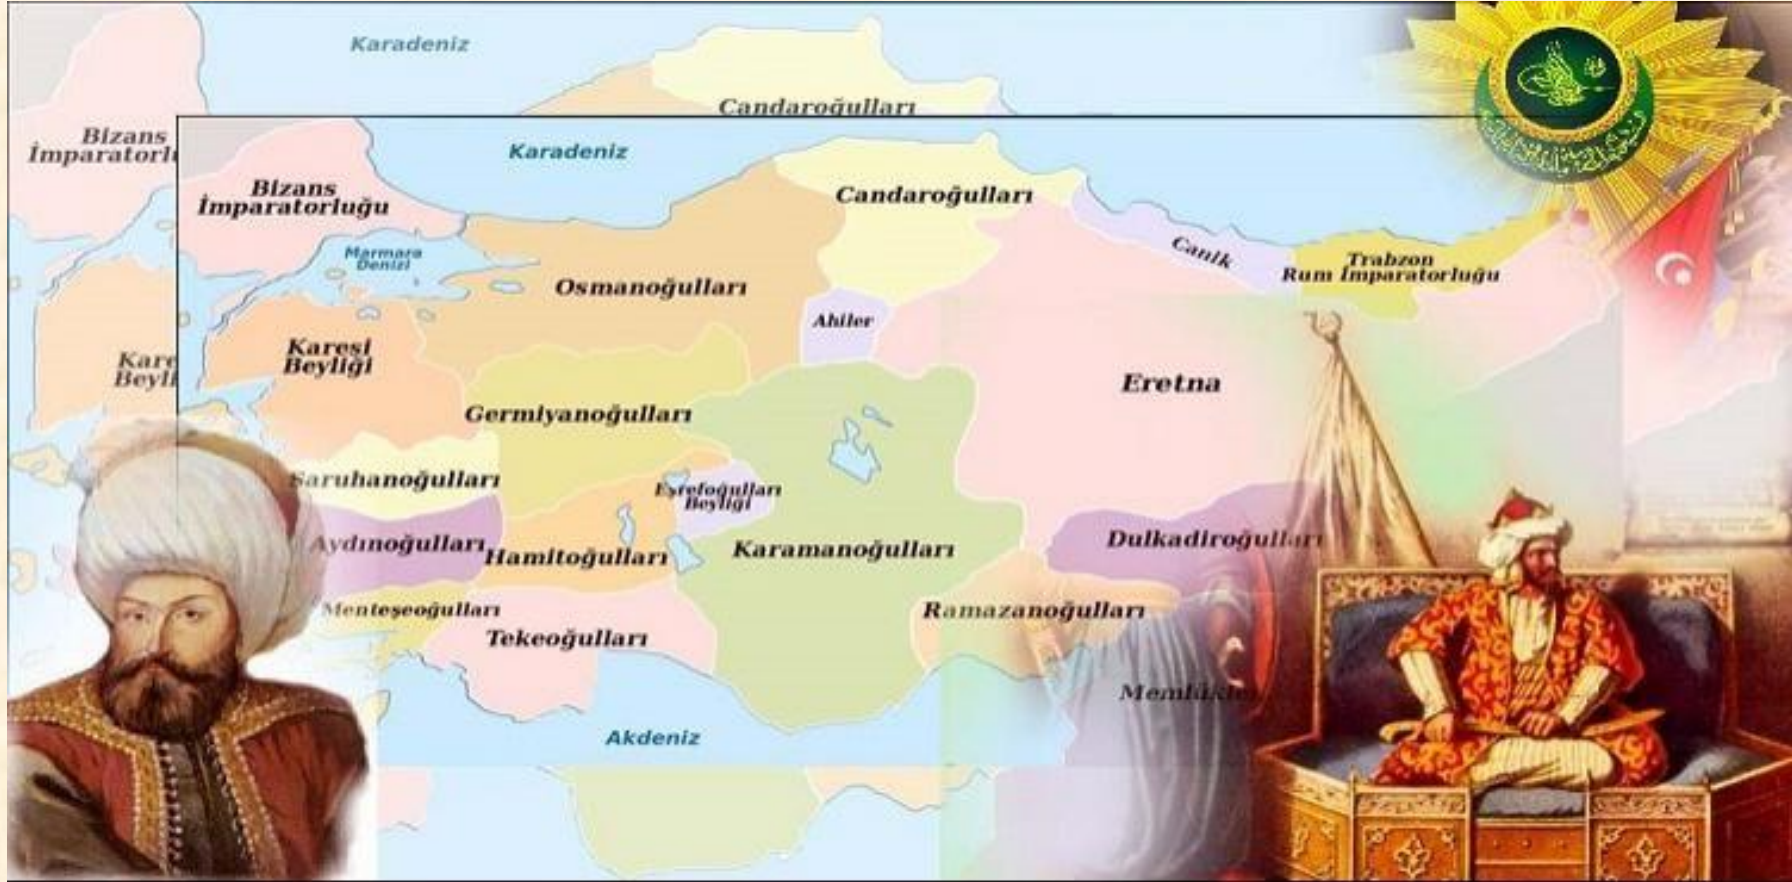 Karadeniz
Candaroğulları
Bizans
Karadeniz
Bizans
İmparatorluğu
Candaroğulları
Marmara
Denizi
Canik
Trabzon
Rum İmparatorluğu
Osmanoğulları
Ahiler
Karesi
Beyliği
Eretna
Germiyanoğulları
Saruhanoğulları
Eşrefoğulları
Beyliği
Aydınoğulları
Hamitoğulları
Karamanoğulları
Dulkadiroğulları
Menteşeoğulları
Tekeoğulları
Ramazanoğulları
Akdeniz